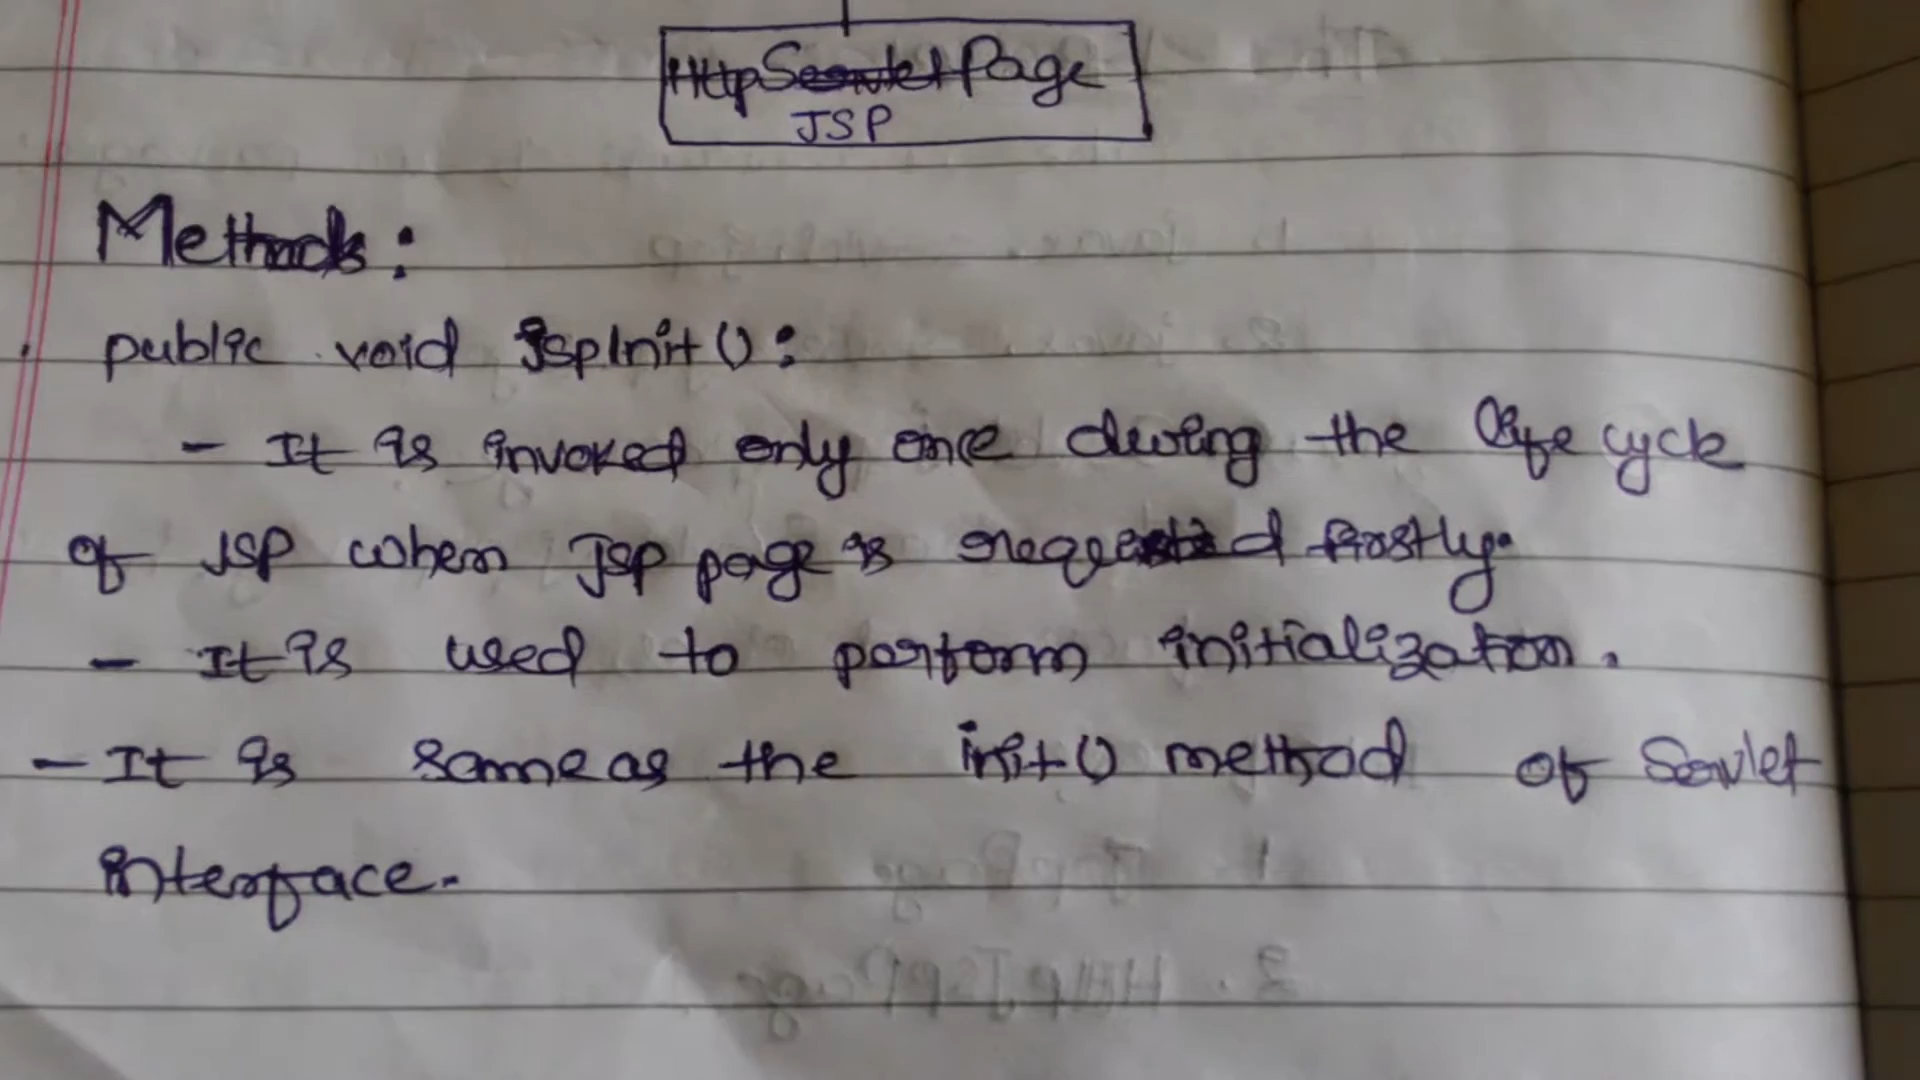 HttpServletPage
JSP
Methods:
public void JspInit():
- It is invoked only once during the life cycle
of JSP when JSP page is requested firstly.
- It is used to perform initialization.
- It is same as the init() method of Servlet
interface.